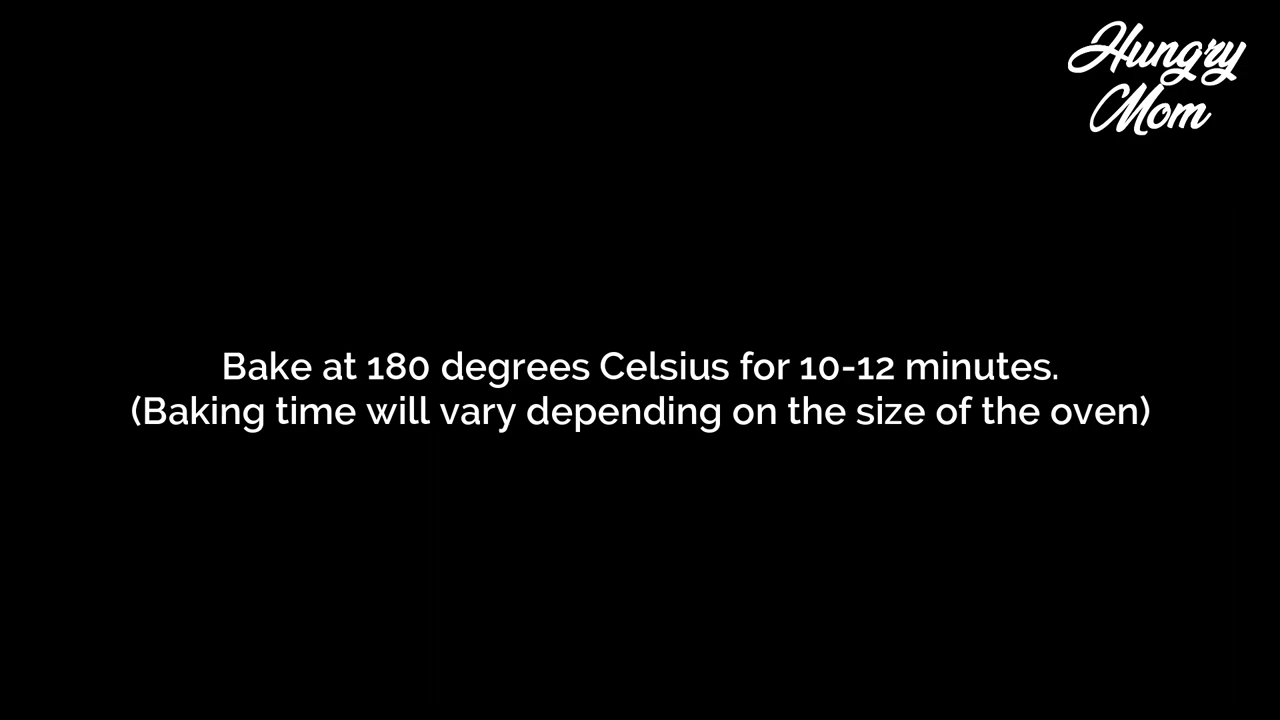 Hungry
Mom
Bake at 180 degrees Celsius for 10-12 minutes.
(Baking time will vary depending on the size of the oven)